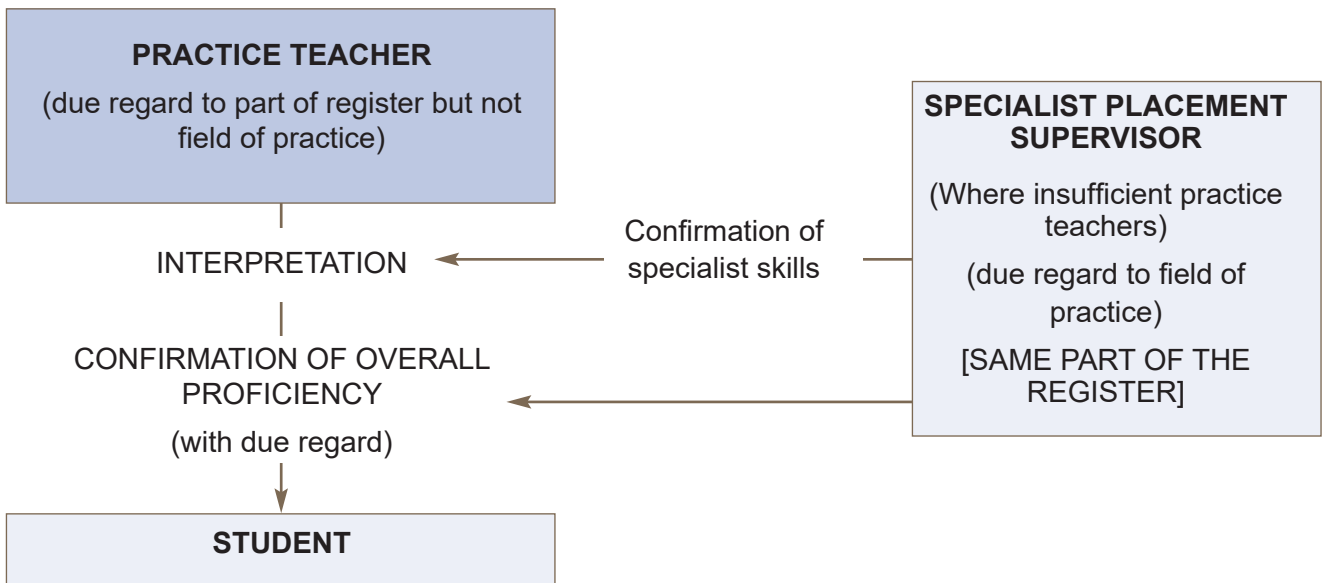 PRACTICE TEACHER
(due regard to part of register but not
field of practice)
INTERPRETATION
CONFIRMATION OF OVERALL
PROFICIENCY
(with due regard)
STUDENT
Confirmation of
specialist skills
SPECIALIST PLACEMENT
SUPERVISOR
(Where insufficient practice
teachers)
(due regard to field of
practice)
[SAME PART OF THE
REGISTER]